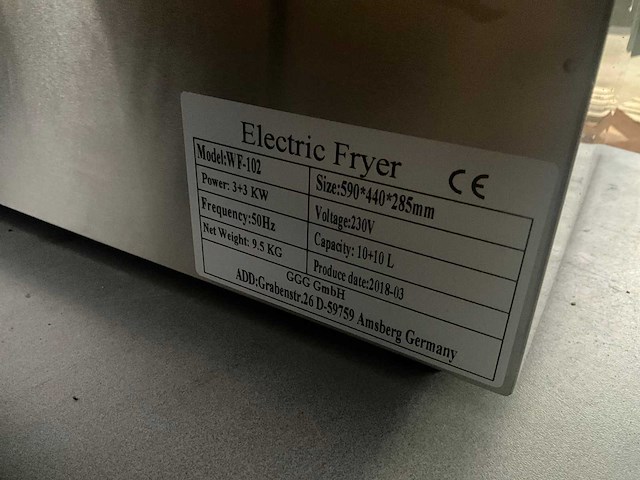 Electric Fryer CE
Model:WF-102 Size:590*440*285mm
Power: 3+3 KW Voltage:230V
Frequency:50Hz Capacity: 10+10 L
Net Weight: 9.5 KG Produce date:2018-03
GGG GmbH
ADD:Grabenstr.26 D-59759 Amsberg Germany